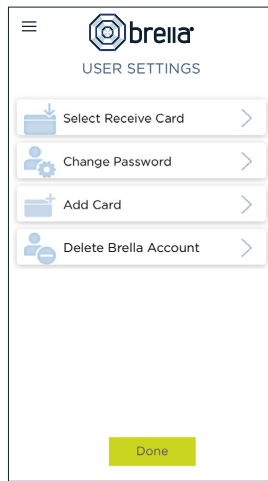 brella
USER SETTINGS
Select Receive Card
Change Password
Add Card
Delete Brella Account
Done